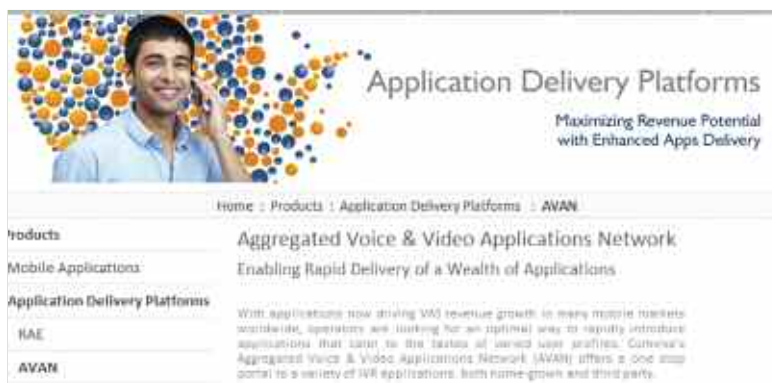 Application Delivery Platforms
Maximizing Revenue Potential
with Enhanced Apps Delivery
Home : Products : Application Delivery Platforms : AVAN
Products
Aggregated Voice & Video Applications Network
Mobile Applications
Enabling Rapid Delivery of a Wealth of Applications
Application Delivery Platforms
RAE
AVAN
With applications now driving VAS revenue growth in many mobile markets
worldwide, operators are looking for an optimal way to rapidly introduce
applications that cater to the tastes of varied user profiles. Comviva's
Aggregated Voice & Video Applications Network (AVAN) offers a one stop
portal to a variety of IVR applications, both home-grown and third party.